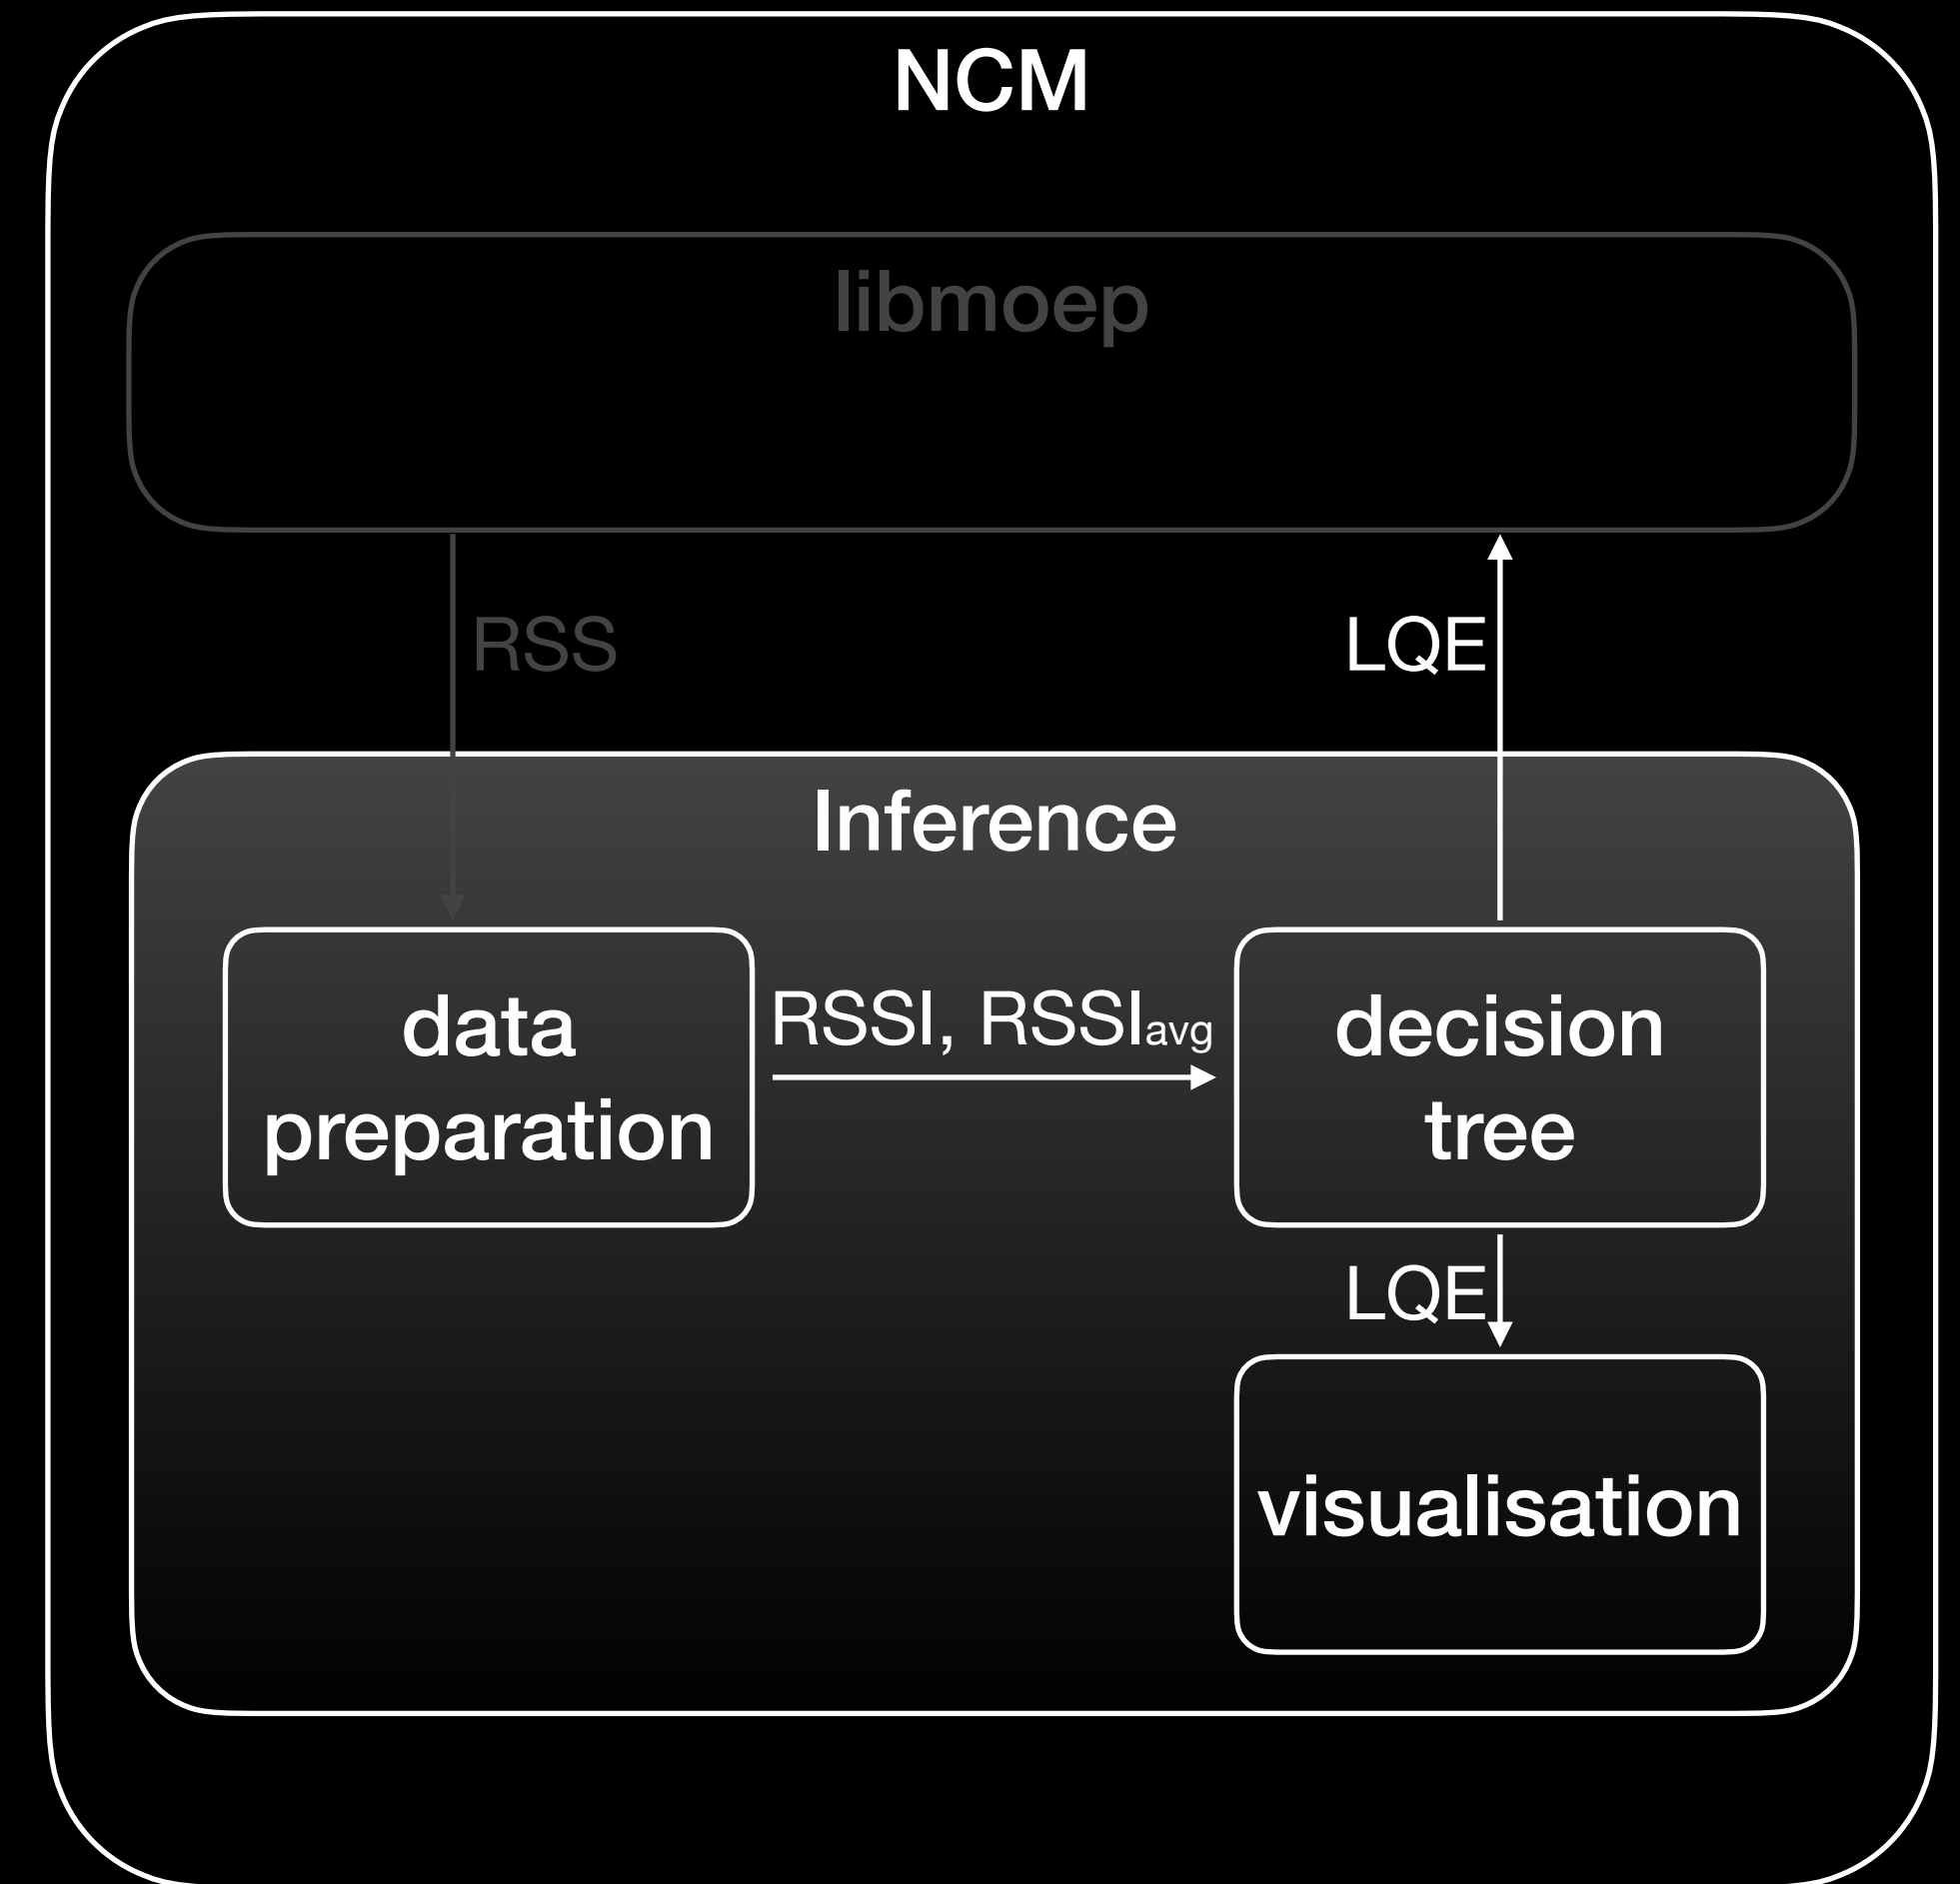 NCM
libmoep
RSS
LQE
Inference
data
preparation
RSSI, RSSIavg
decision
tree
LQE
visualisation